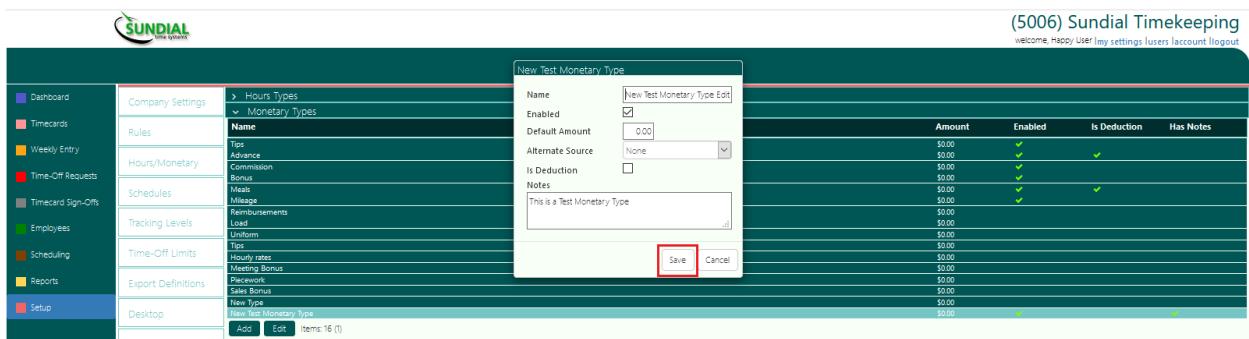 SUNDIAL
time systems
(5006) Sundial Timekeeping
welcome, Happy User |my settings |users |account |logout
Dashboard
Timecards
Weekly Entry
Time-Off Requests
Timecard Sign-Offs
Employees
Scheduling
Reports
Setup
Company Settings
Rules
Hours/Monetary
Schedules
Tracking Levels
Time-Off Limits
Export Definitions
Desktop
Hours Types
Monetary Types
Name Amount Enabled Is Deduction Has Notes
Tips $0.00
Advance $0.00
Commission $0.00
Bonus $0.00
Meals $0.00
Mileage $0.00
Reimbursements $0.00
Load $0.00
Uniform $0.00
Tips $0.00
Hourly rates $0.00
Meeting Bonus $0.00
Piecework $0.00
Sales Bonus $0.00
New Type $0.00
New Test Monetary Type $0.00
Add Edit Items: 16 (1)
New Test Monetary Type
Name New Test Monetary Type Edit
Enabled
Default Amount 0.00
Alternate Source None
Is Deduction
Notes
This is a Test Monetary Type
Save Cancel